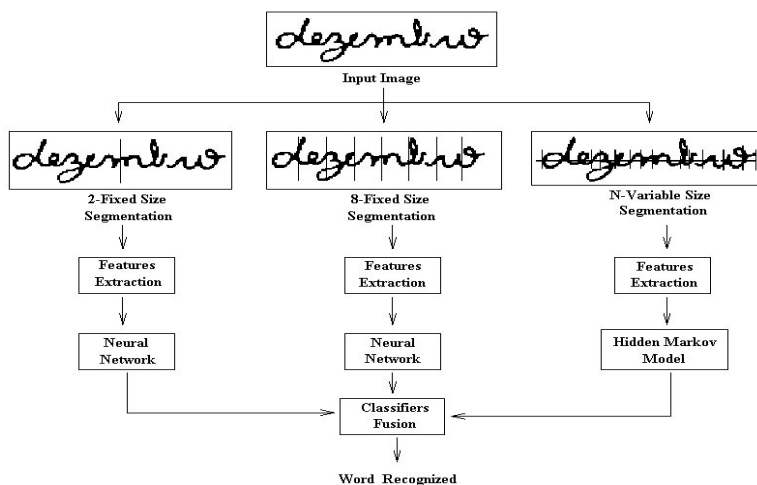 dezembro
Input Image
dezembro dezembro dezembro
2-Fixed Size Segmentation
8-Fixed Size Segmentation
N-Variable Size Segmentation
Features Extraction
Features Extraction
Features Extraction
Neural Network
Neural Network
Hidden Markov Model
Classifiers Fusion
Word Recognized